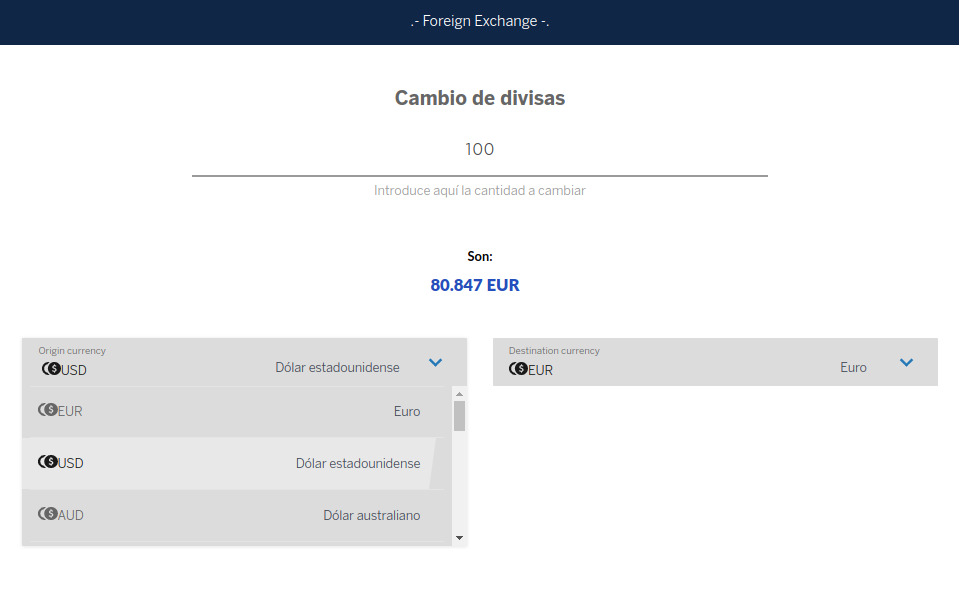 .- Foreign Exchange -.
Cambio de divisas
100
Introduce aquí la cantidad a cambiar
Son:
80.847 EUR
Origin currency
USD Dólar estadounidense
EUR Euro
USD Dólar estadounidense
AUD Dólar australiano
Destination currency
EUR Euro